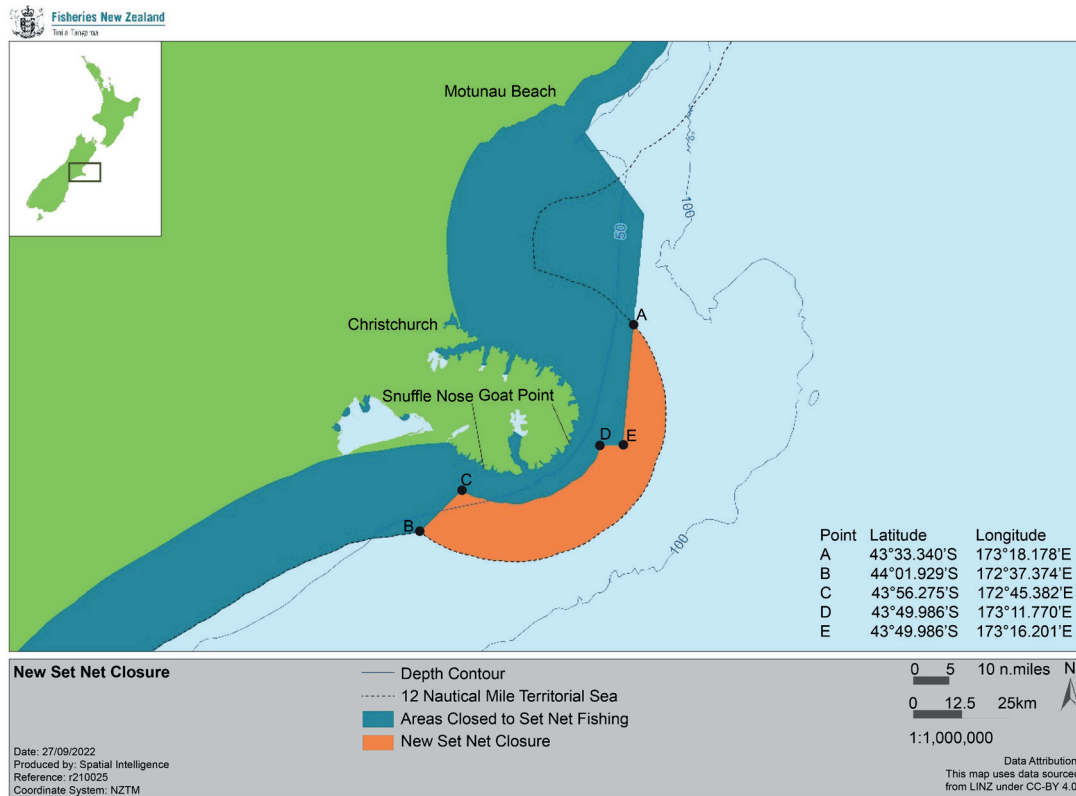 Fisheries New Zealand
Tini a Tangaroa
Motunau Beach
100
50
A
Christchurch
Snuffle Nose Goat Point
D E
C
B
100
Point Latitude Longitude
A 43°33.340'S 173°18.178'E
B 44°01.929'S 172°37.374'E
C 43°56.275'S 172°45.382'E
D 43°49.986'S 173°11.770'E
E 43°49.986'S 173°16.201'E
New Set Net Closure
Depth Contour
12 Nautical Mile Territorial Sea
Areas Closed to Set Net Fishing
New Set Net Closure
0 5 10 n.miles
0 12.5 25km
1:1,000,000
N
Date: 27/09/2022
Produced by: Spatial Intelligence
Reference: r210025
Coordinate System: NZTM
Data Attribution
This map uses data sourced
from LINZ under CC-BY 4.0